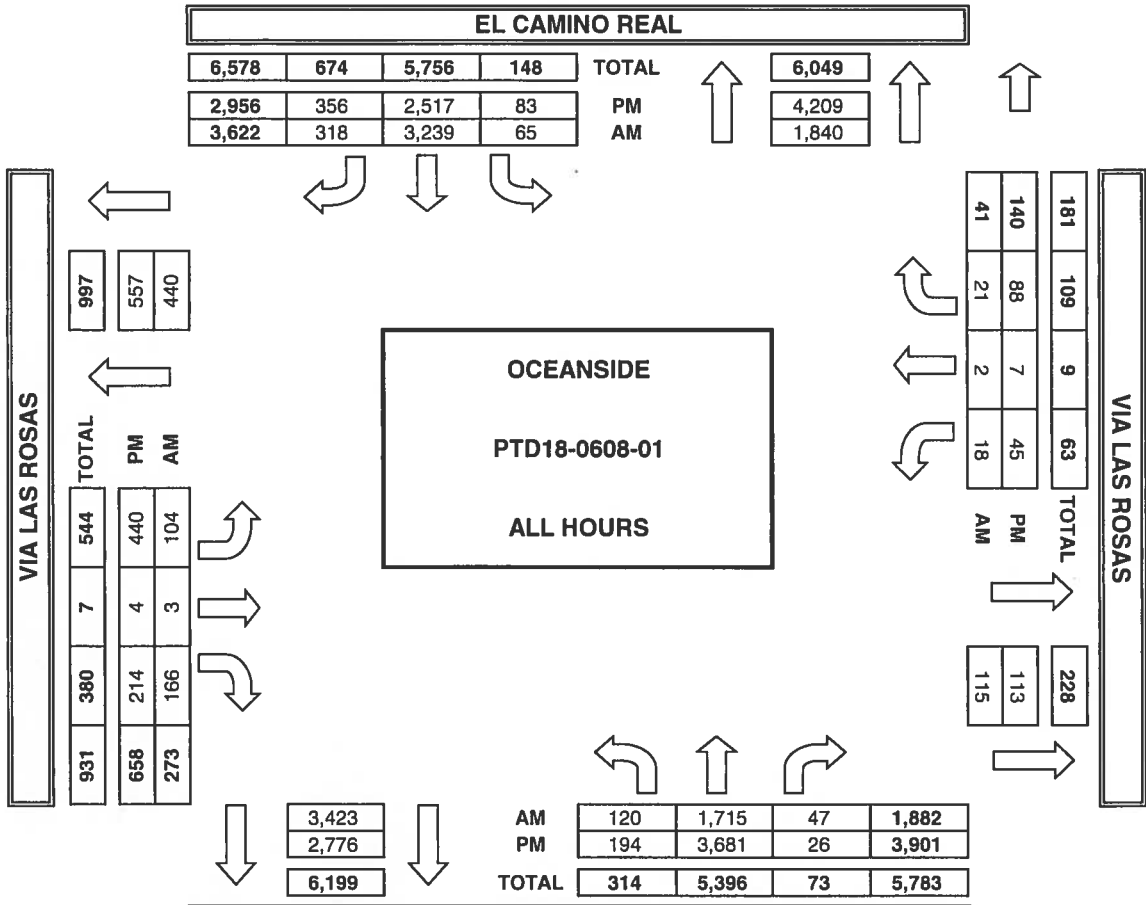 EL CAMINO REAL
6,578 674 5,756 148 TOTAL 6,049
2,956 356 2,517 83 PM 4,209
3,622 318 3,239 65 AM 1,840
VIA LAS ROSAS
997 557 440
TOTAL PM AM
544 440 104
7 4 3
380 214 166
931 658 273
OCEANSIDE
PTD18-0608-01
ALL HOURS
41 140 181
21 88 109
2 7 9
18 45 63
AM PM TOTAL
115 113 228
VIA LAS ROSAS
3,423 AM 120 1,715 47 1,882
2,776 PM 194 3,681 26 3,901
6,199 TOTAL 314 5,396 73 5,783